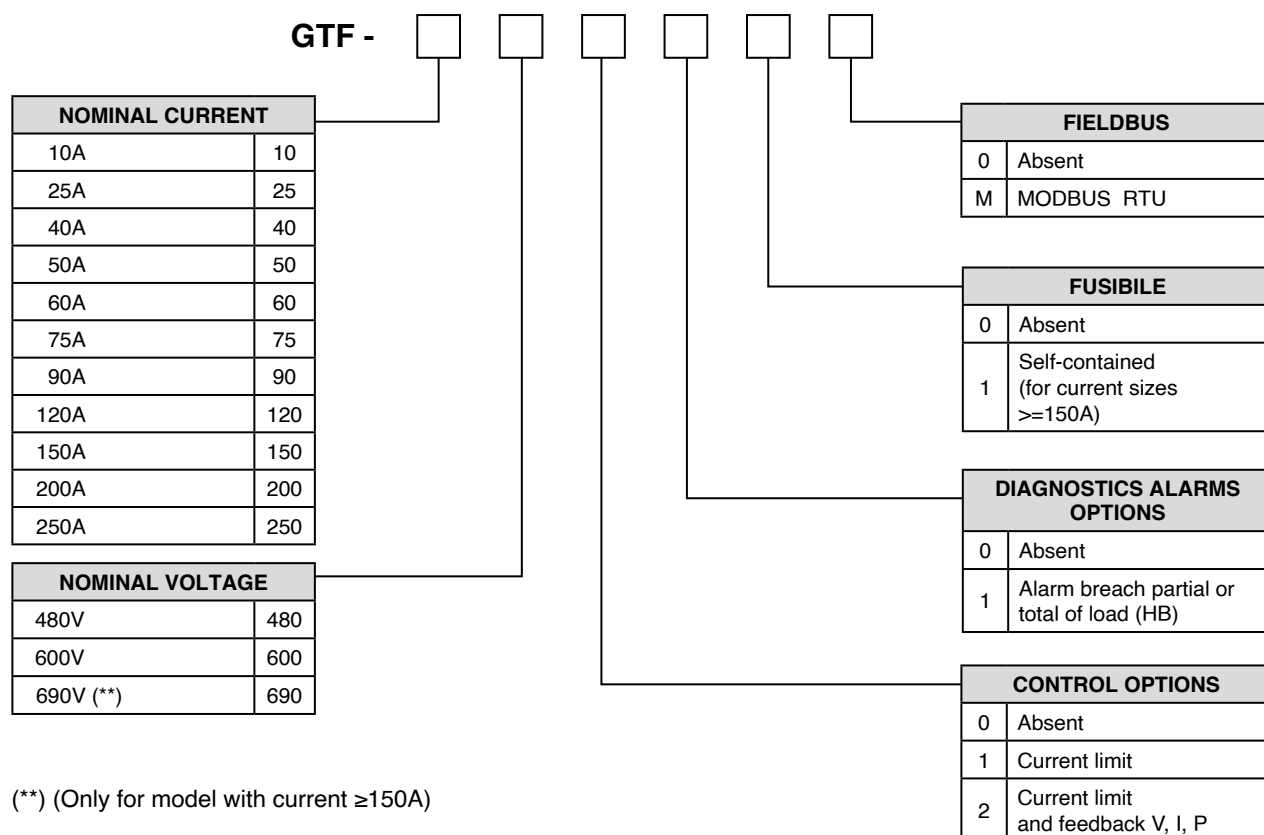 GTF -
NOMINAL CURRENT
10A 10
25A 25
40A 40
50A 50
60A 60
75A 75
90A 90
120A 120
150A 150
200A 200
250A 250
NOMINAL VOLTAGE
480V 480
600V 600
690V (**) 690
(**) (Only for model with current ≥150A)
FIELDBUS
0 Absent
M MODBUS RTU
FUSIBILE
0 Absent
1 Self-contained
(for current sizes
>=150A)
DIAGNOSTICS ALARMS
OPTIONS
0 Absent
1 Alarm breach partial or
total of load (HB)
CONTROL OPTIONS
0 Absent
1 Current limit
2 Current limit
and feedback V, I, P